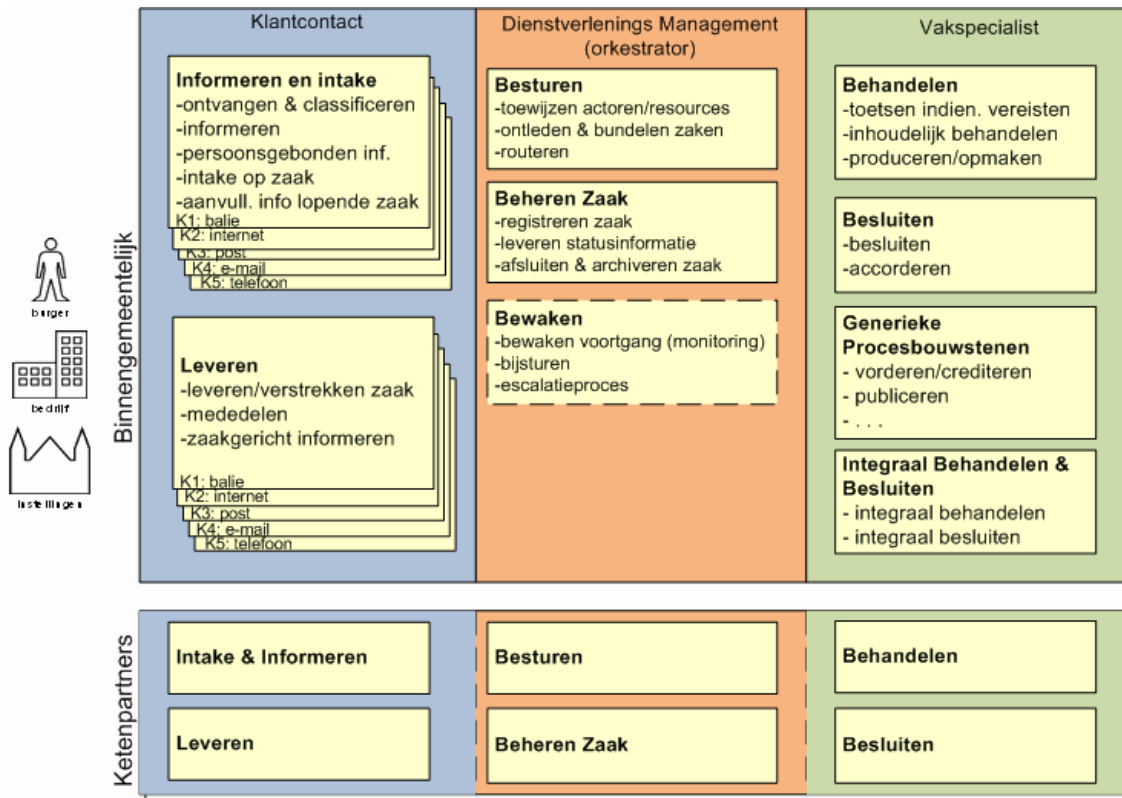 Klantcontact
Dienstverlenings Management
(orkestrator)
Vakspecialist
Binnengemeentelijk
burger
bedrijf
instellingen
Informeren en intake
-ontvangen & classificeren
-informeren
-persoonsgebonden inf.
-intake op zaak
-aanvull. info lopende zaak
K1: balie
K2: internet
K3: post
K4: e-mail
K5: telefoon
Leveren
-leveren/verstrekken zaak
-mededelen
-zaakgericht informeren
K1: balie
K2: internet
K3: post
K4: e-mail
K5: telefoon
Besturen
-toewijzen actoren/resources
-ontleden & bundelen zaken
-routeren
Beheren Zaak
-registreren zaak
-leveren statusinformatie
-afsluiten & archiveren zaak
Bewaken
-bewaken voortgang (monitoring)
-bijsturen
-escalatieproces
Behandelen
-toetsen indien. vereisten
-inhoudelijk behandelen
-produceren/opmaken
Besluiten
-besluiten
-accorderen
Generieke
Procesbouwstenen
- vorderen/crediteren
- publiceren
- . . .
Integraal Behandelen &
Besluiten
- integraal behandelen
- integraal besluiten
Ketenpartners
Intake & Informeren
Leveren
Besturen
Beheren Zaak
Behandelen
Besluiten